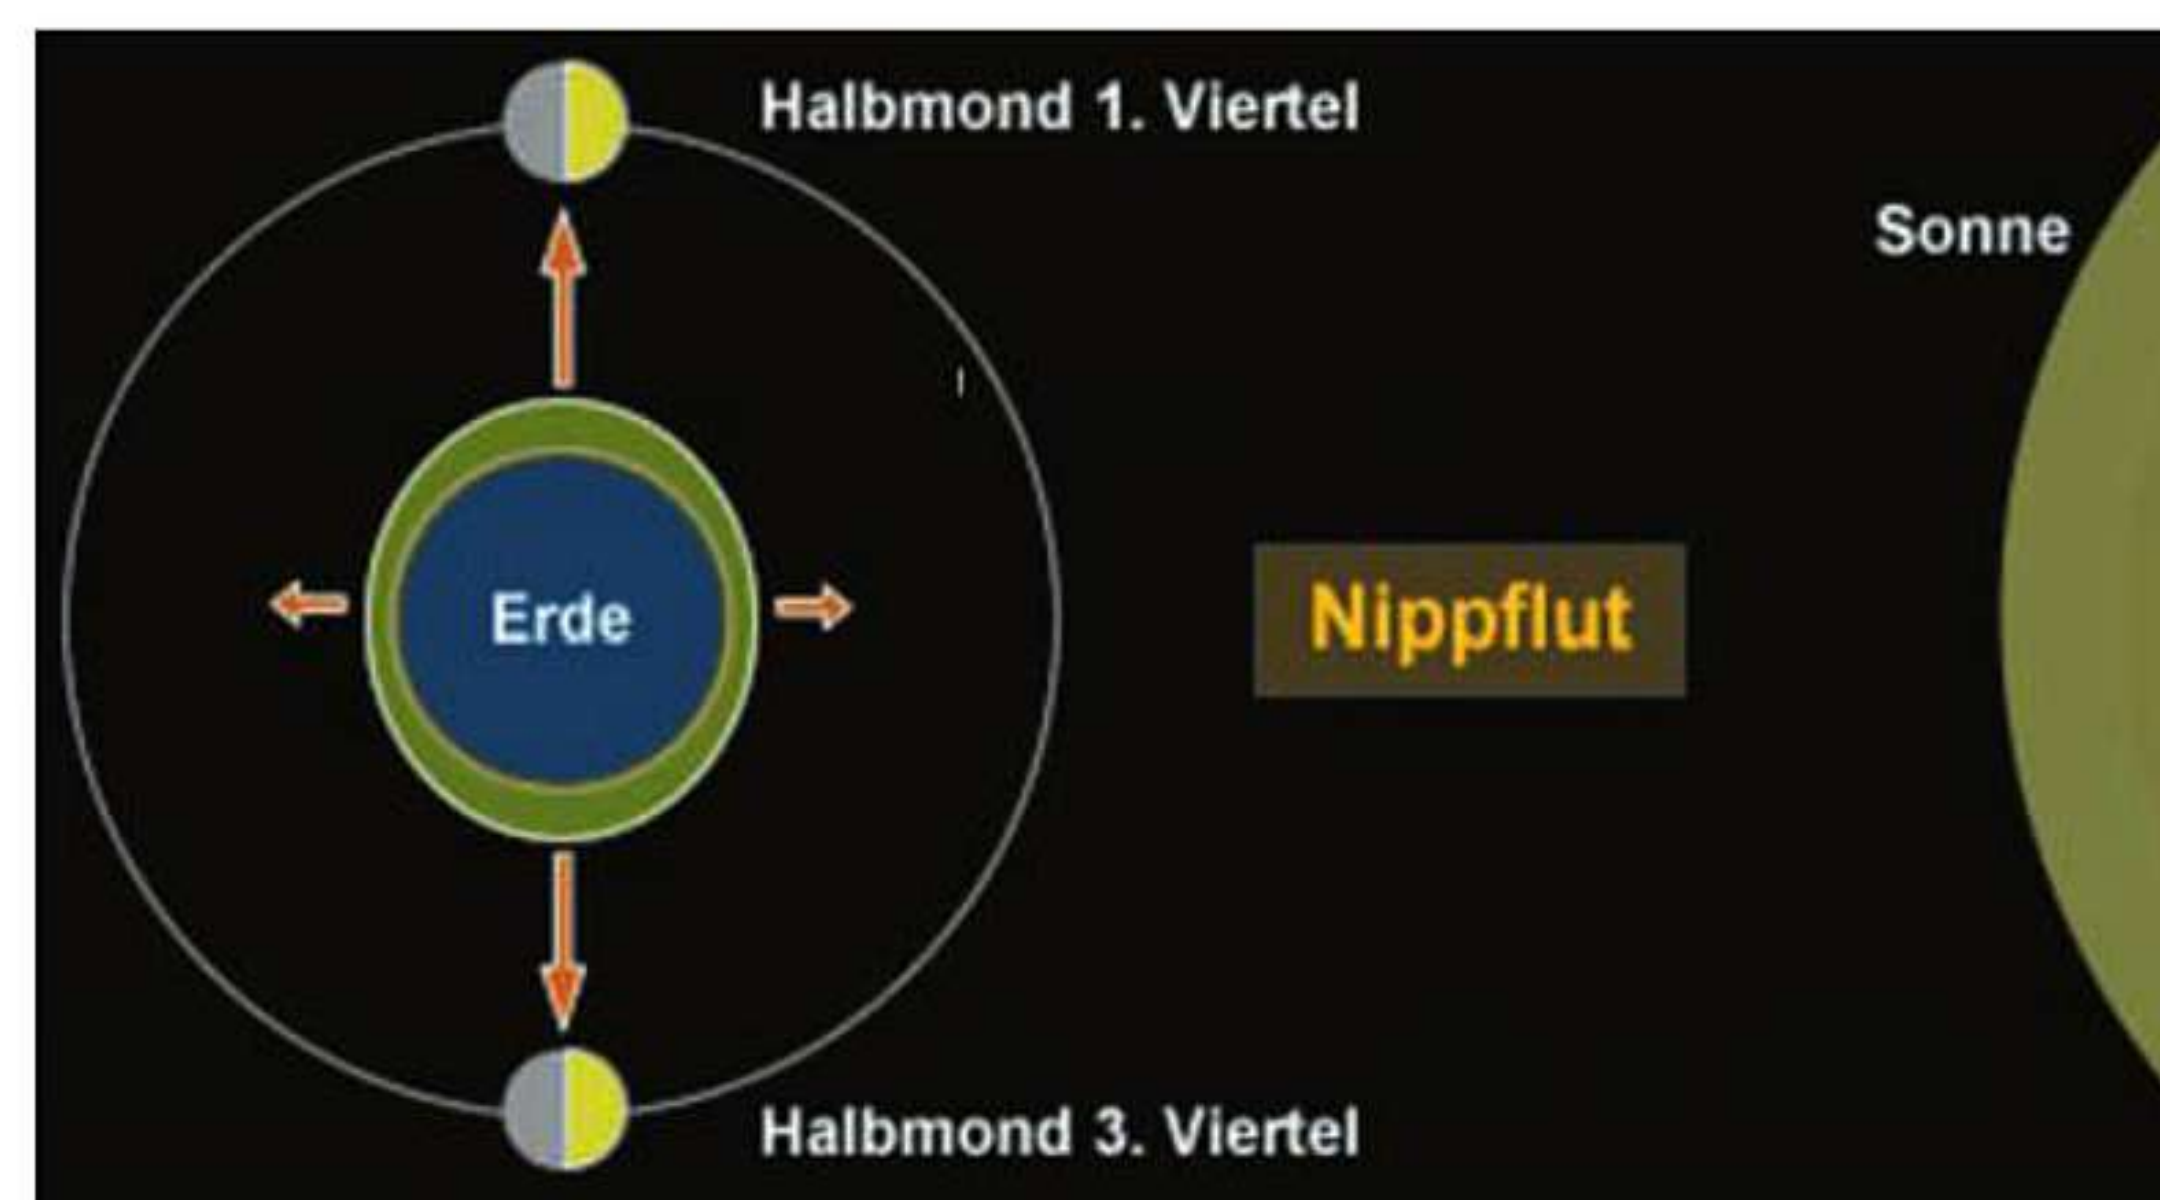 Halbmond 1. Viertel
Sonne
Erde
Nippflut
Halbmond 3. Viertel